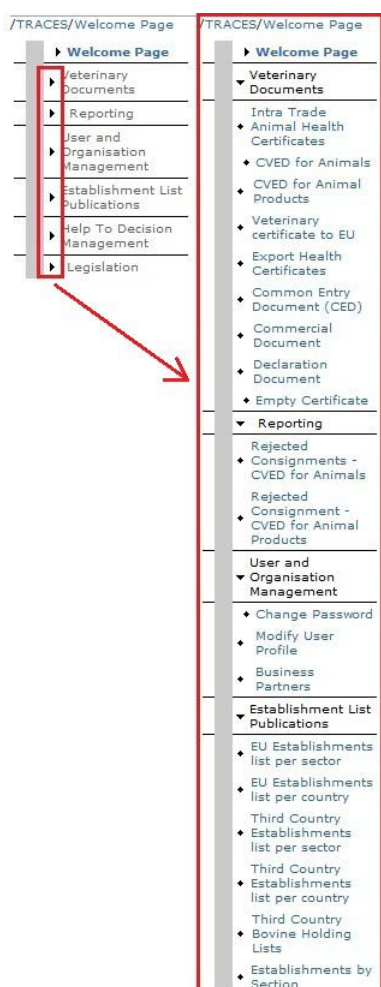 /TRACES/Welcome Page
Welcome Page
Veterinary
Documents
Reporting
User and
Organisation
Management
Establishment List
Publications
Help To Decision
Management
Legislation
/TRACES/Welcome Page
Welcome Page
Veterinary
Documents
Intra Trade
Animal Health
Certificates
CVED for Animals
CVED for Animal
Products
Veterinary
certificate to EU
Export Health
Certificates
Common Entry
Document (CED)
Commercial
Document
Declaration
Document
Empty Certificate
Reporting
Rejected
Consignments -
CVED for Animals
Rejected
Consignment -
CVED for Animal
Products
User and
Organisation
Management
Change Password
Modify User
Profile
Business
Partners
Establishment List
Publications
EU Establishments
list per sector
EU Establishments
list per country
Third Country
Establishments
list per sector
Third Country
Establishments
list per country
Third Country
Bovine Holding
Lists
Establishments by
Section